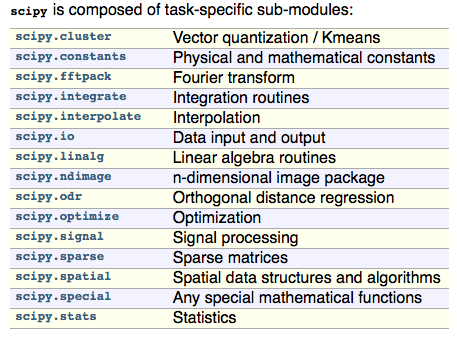 scipy is composed of task-specific sub-modules:
scipy.cluster Vector quantization / Kmeans
scipy.constants Physical and mathematical constants
scipy.fftpack Fourier transform
scipy.integrate Integration routines
scipy.interpolate Interpolation
scipy.io Data input and output
scipy.linalg Linear algebra routines
scipy.ndimage n-dimensional image package
scipy.odr Orthogonal distance regression
scipy.optimize Optimization
scipy.signal Signal processing
scipy.sparse Sparse matrices
scipy.spatial Spatial data structures and algorithms
scipy.special Any special mathematical functions
scipy.stats Statistics